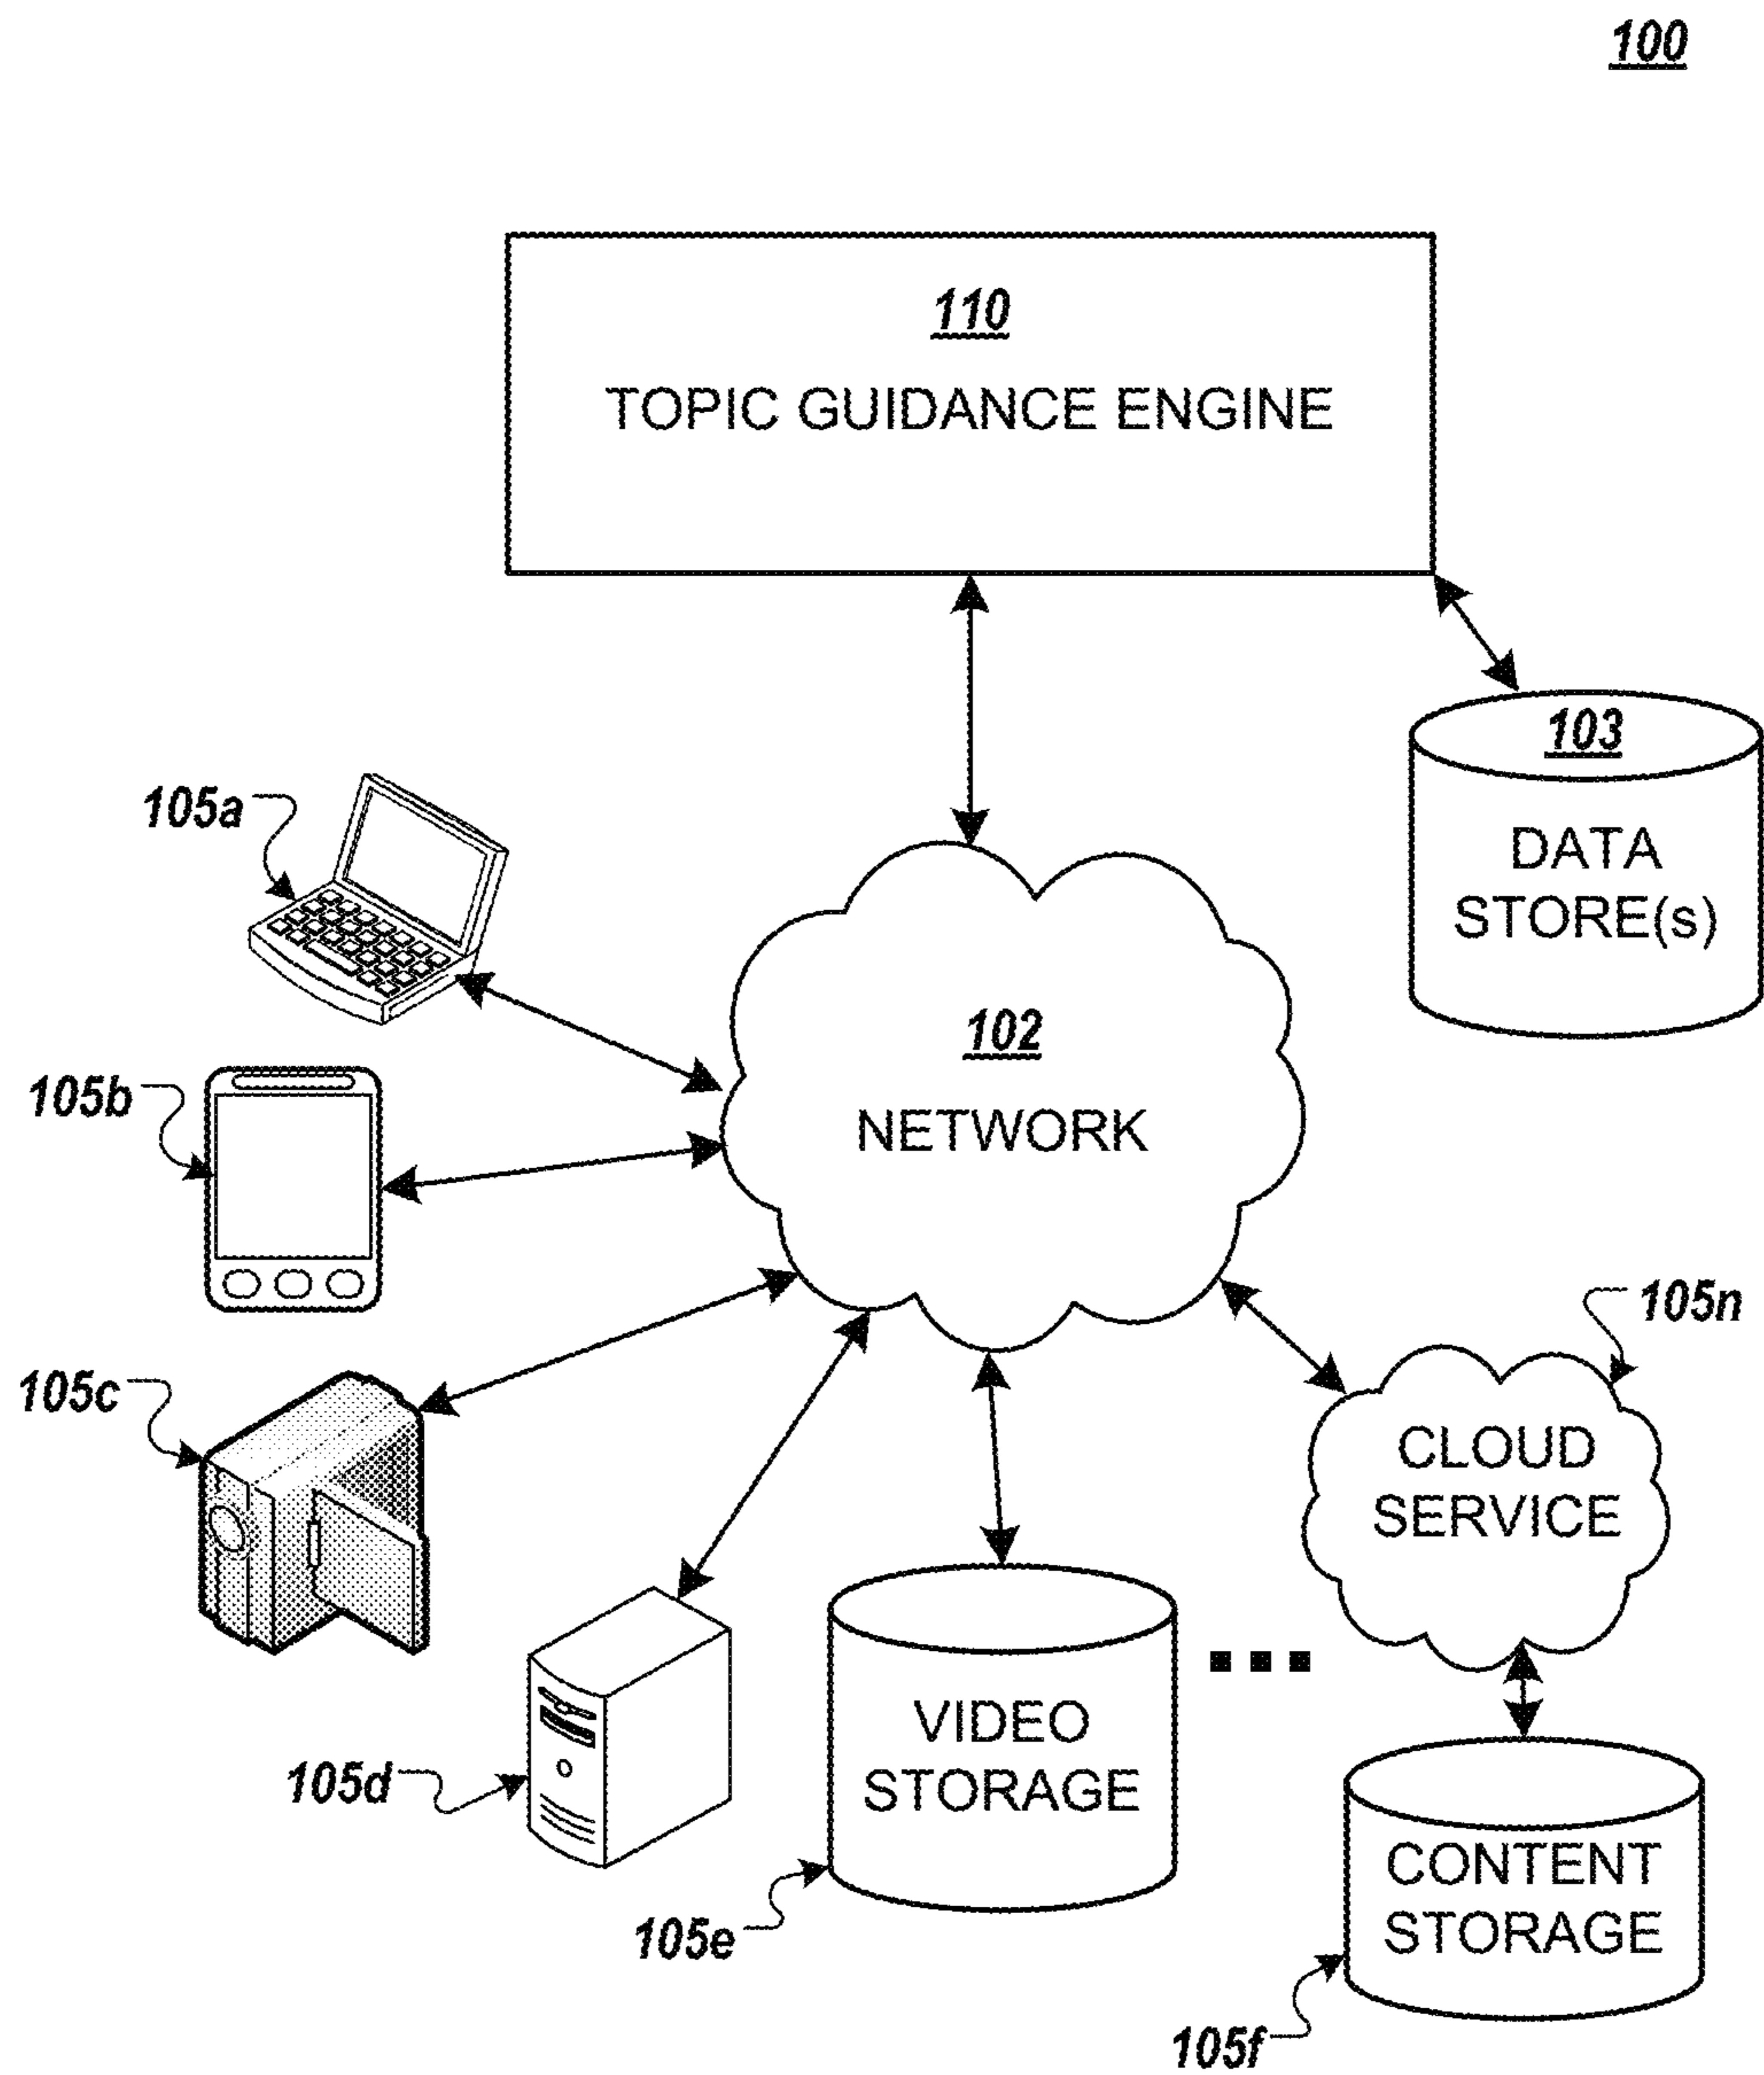 100
110
TOPIC GUIDANCE ENGINE
103
DATA
STORE(s)
105a
102
NETWORK
105b
105n
105c
CLOUD
SERVICE
VIDEO
STORAGE
105d
CONTENT
STORAGE
105e
105f